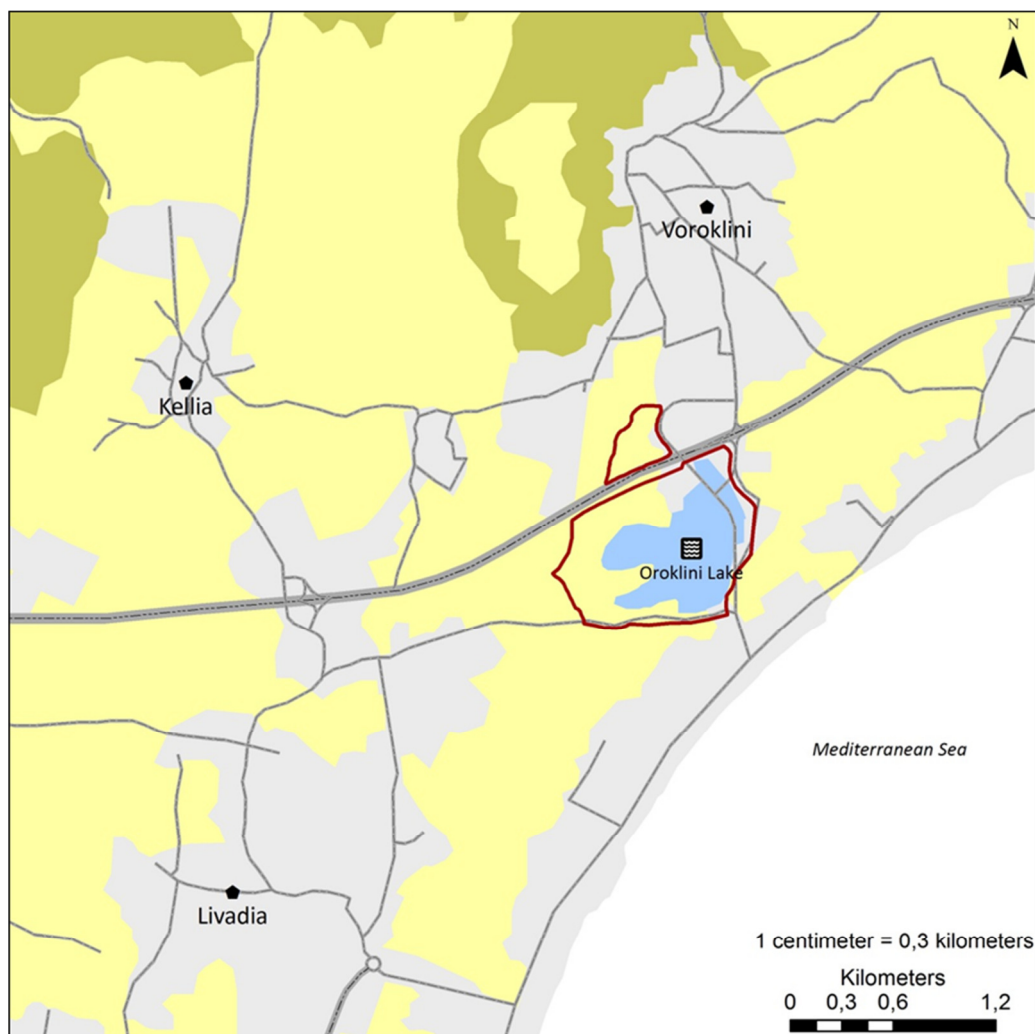 N
Voroklini
Kellia
Oroklini Lake
Mediterranean Sea
Livadia
1 centimeter = 0,3 kilometers
Kilometers
0 0,3 0,6 1,2